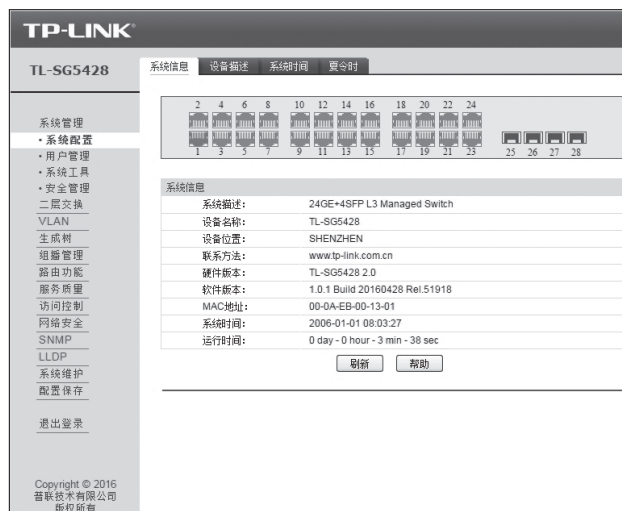 TP-LINK®
TL-SG5428
系统信息 设备描述 系统时间 夏令时
2 4 6 8 10 12 14 16 18 20 22 24
1 3 5 7 9 11 13 15 17 19 21 23 25 26 27 28
系统管理
• 系统配置
• 用户管理
• 系统工具
• 安全管理
二层交换
VLAN
生成树
组播管理
路由功能
服务质量
访问控制
网络安全
SNMP
LLDP
系统维护
配置保存
退出登录
系统信息
系统描述: 24GE+4SFP L3 Managed Switch
设备名称: TL-SG5428
设备位置: SHENZHEN
联系方法: www.tp-link.com.cn
硬件版本: TL-SG5428 2.0
软件版本: 1.0.1 Build 20160428 Rel.51918
MAC地址: 00-0A-EB-00-13-01
系统时间: 2006-01-01 08:03:27
运行时间: 0 day - 0 hour - 3 min - 38 sec
刷新 帮助
Copyright © 2016
普联技术有限公司
版权所有